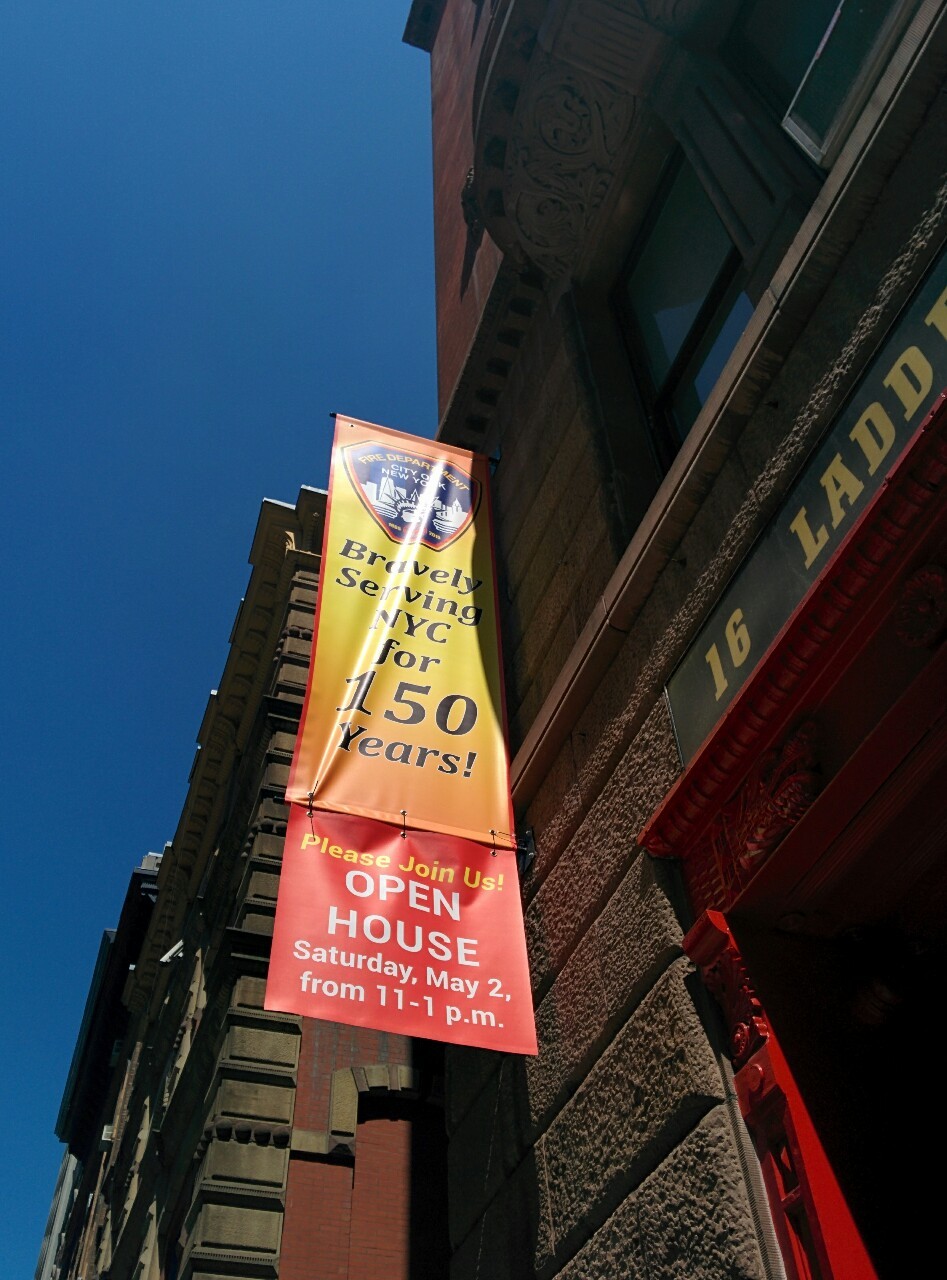 FIRE DEPARTMENT
CITY OF
NEW YORK
Bravely
Serving
NYC
for
150
Years!
Please Join Us!
OPEN
HOUSE
Saturday, May 2,
from 11-1 p.m.
16 LADDE